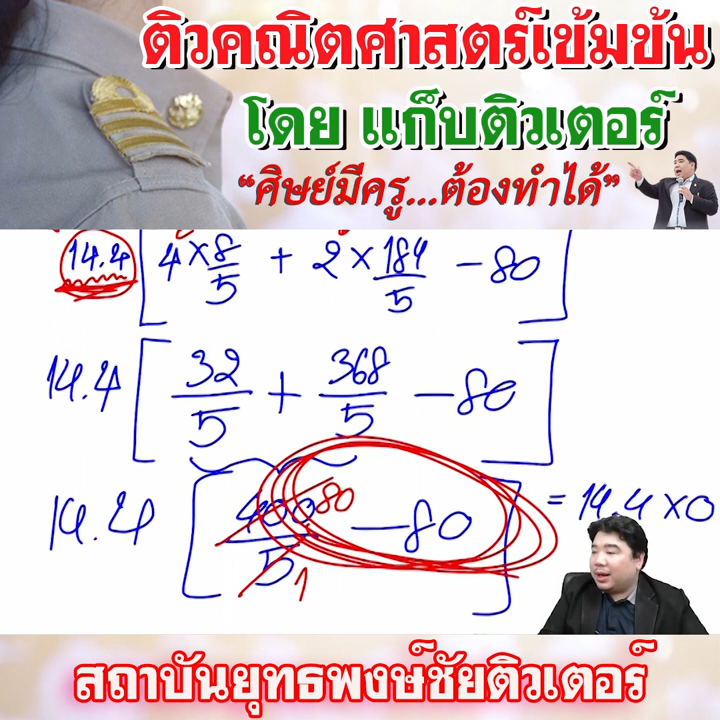 ติวคณิตศาสตร์เข้มข้น
โดย แก็บติวเตอร์
“ศิษย์มีครู...ต้องทำได้”
14.4 [ 4 × 8/5 + 2 × 184/5 - 80 ]
14.4 [ 32/5 + 368/5 - 80 ]
14.4 [ 400/5 80 1 - 80 ] = 14.4 × 0
สถาบันยุทธพงษ์ชัยติวเตอร์